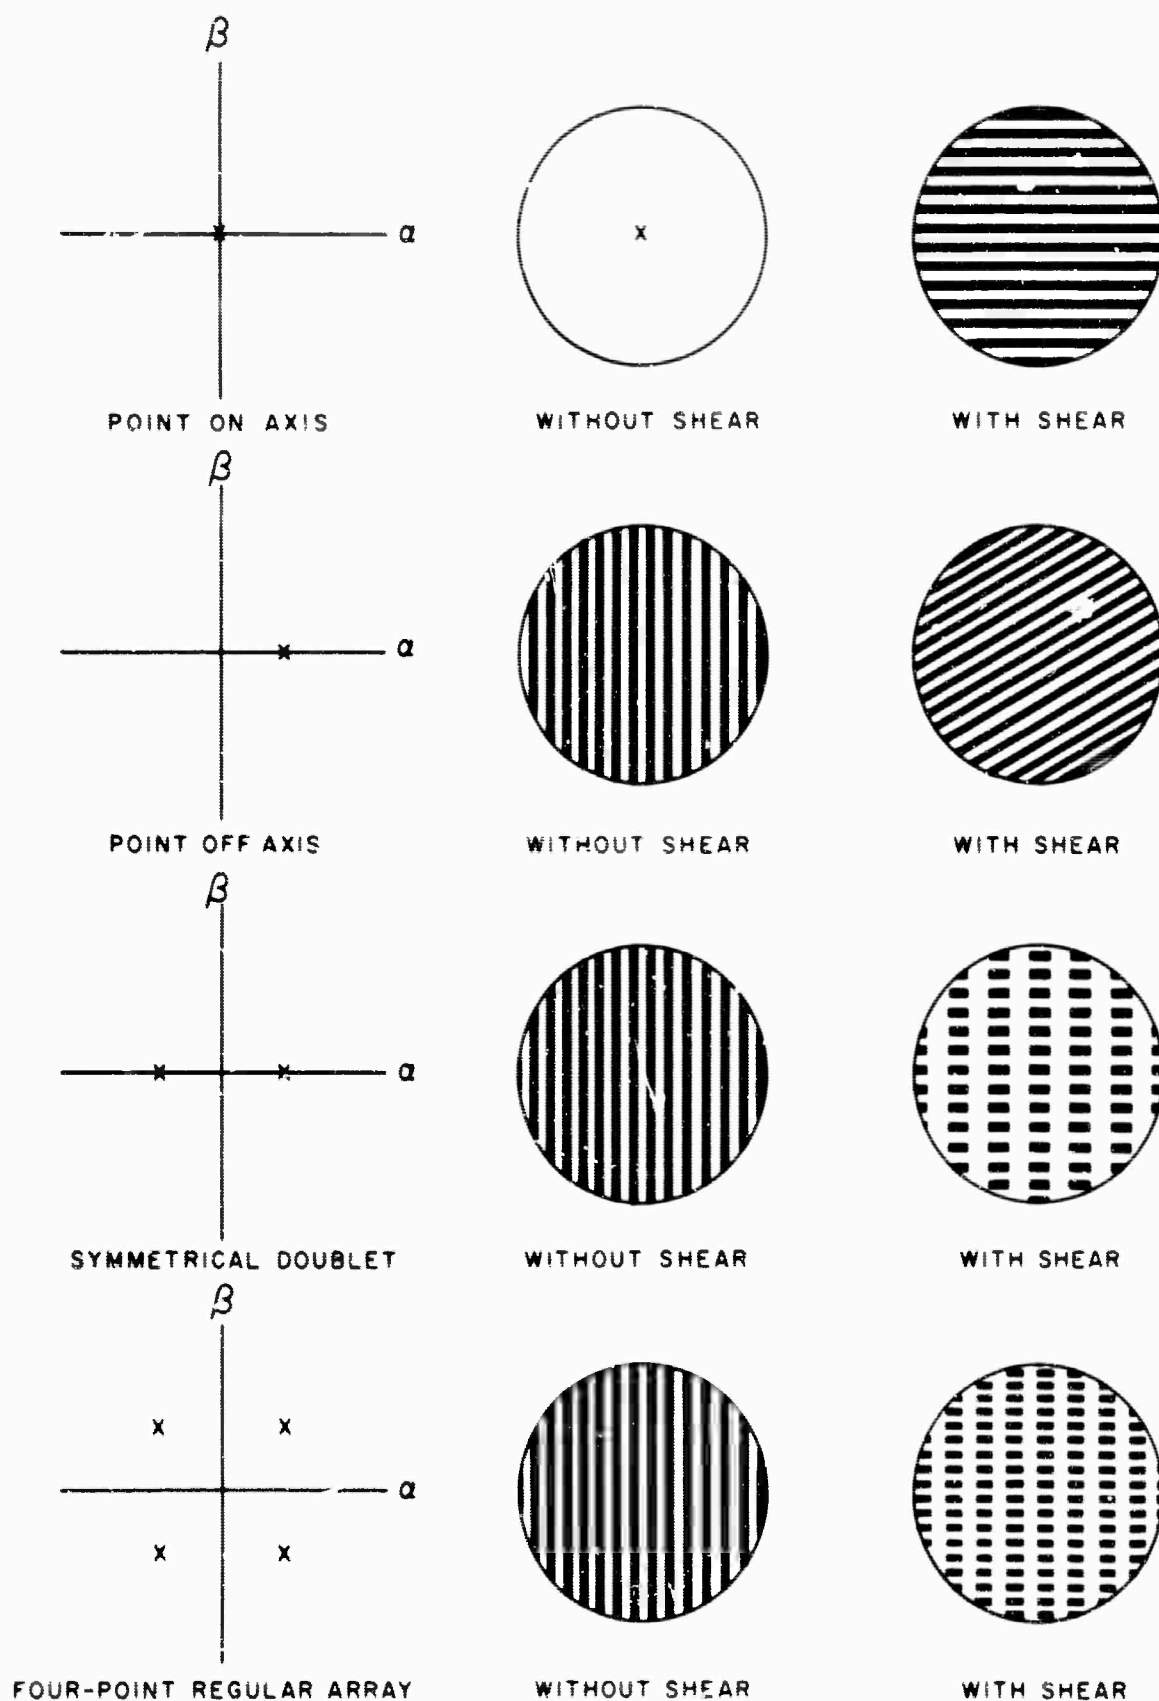 β
α
x
POINT ON AXIS
WITHOUT SHEAR
WITH SHEAR
β
α
POINT OFF AXIS
WITHOUT SHEAR
WITH SHEAR
β
α
SYMMETRICAL DOUBLET
WITHOUT SHEAR
WITH SHEAR
β
x x
α
x x
FOUR-POINT REGULAR ARRAY
WITHOUT SHEAR
WITH SHEAR